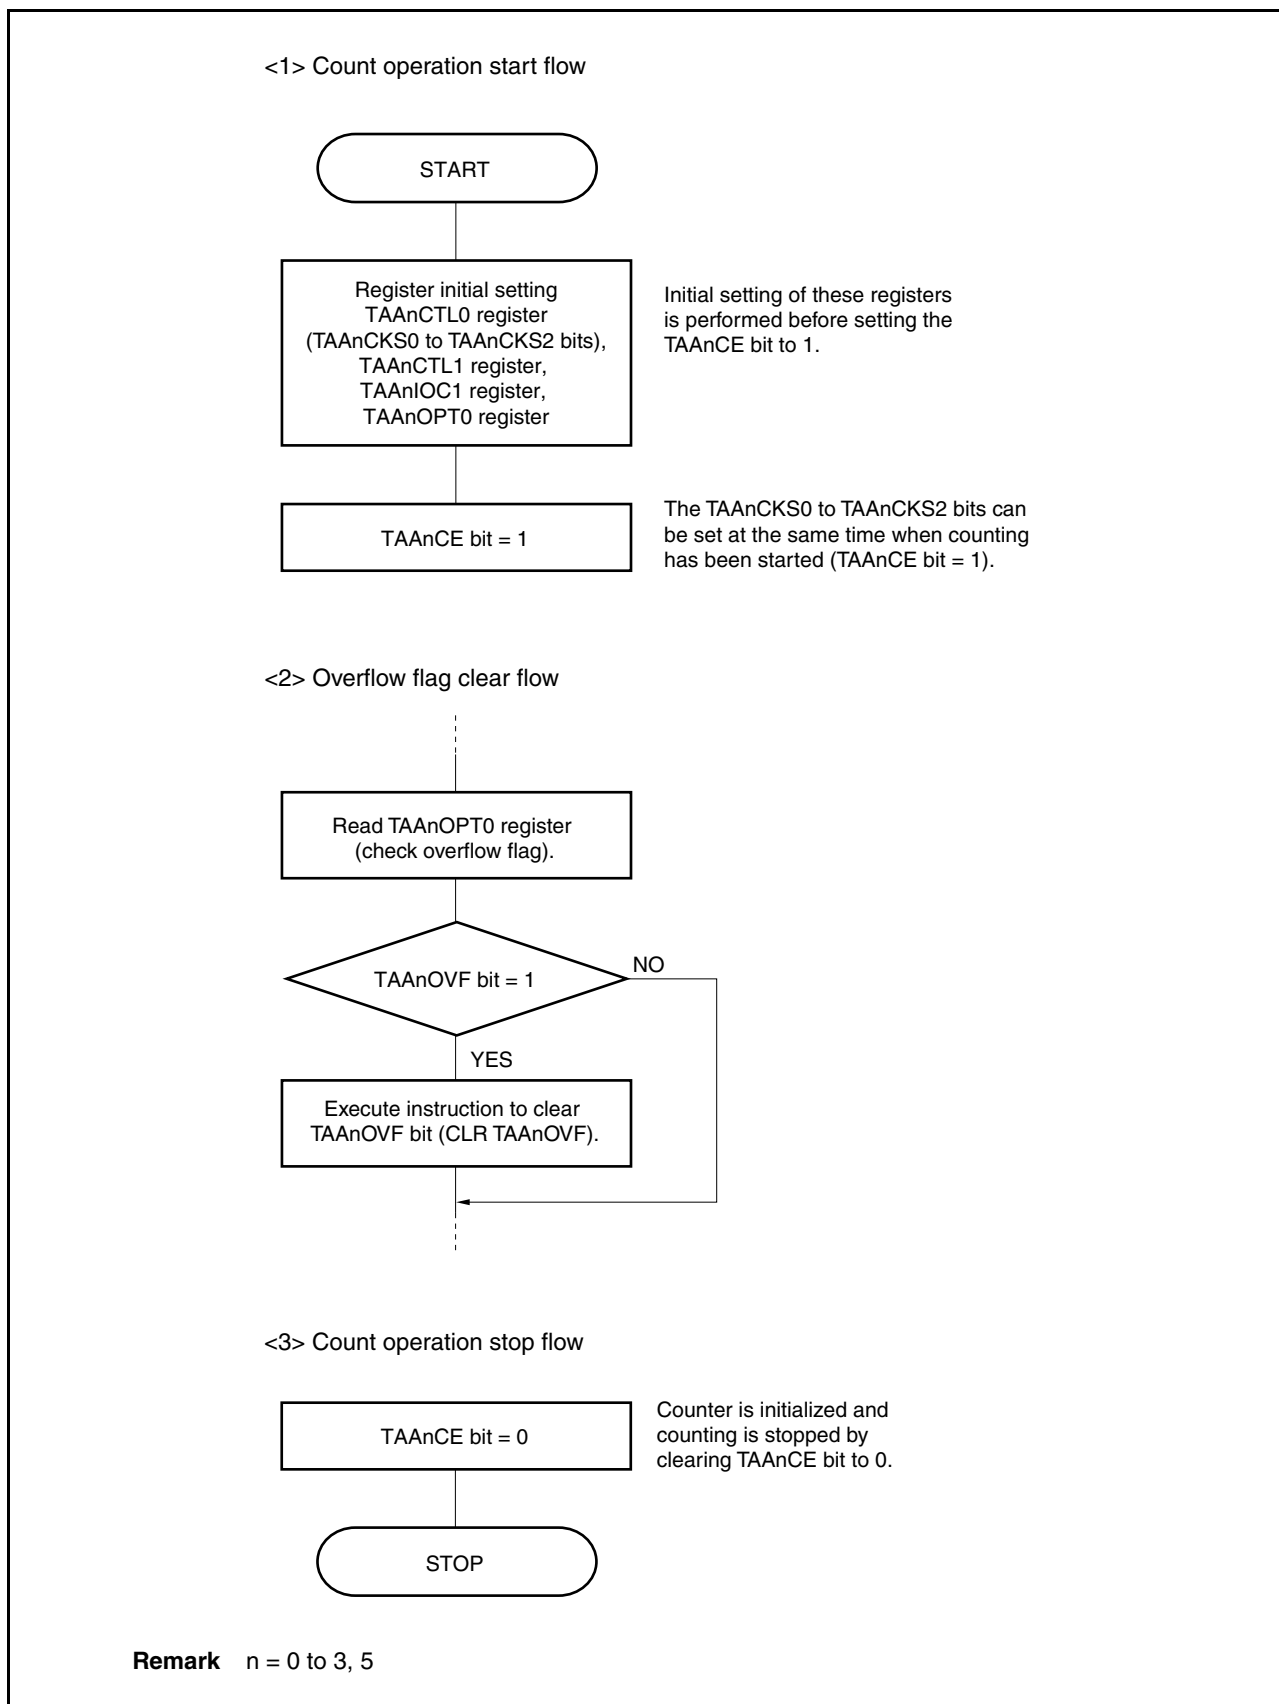 <1> Count operation start flow
START
Register initial setting
TAAnCTL0 register
(TAAnCKS0 to TAAnCKS2 bits),
TAAnCTL1 register,
TAAnIOC1 register,
TAAnOPT0 register
Initial setting of these registers
is performed before setting the
TAAnCE bit to 1.
TAAnCE bit = 1
The TAAnCKS0 to TAAnCKS2 bits can
be set at the same time when counting
has been started (TAAnCE bit = 1).
<2> Overflow flag clear flow
Read TAAnOPT0 register
(check overflow flag).
TAAnOVF bit = 1
NO
YES
Execute instruction to clear
TAAnOVF bit (CLR TAAnOVF).
<3> Count operation stop flow
TAAnCE bit = 0
Counter is initialized and
counting is stopped by
clearing TAAnCE bit to 0.
STOP
Remark n = 0 to 3, 5